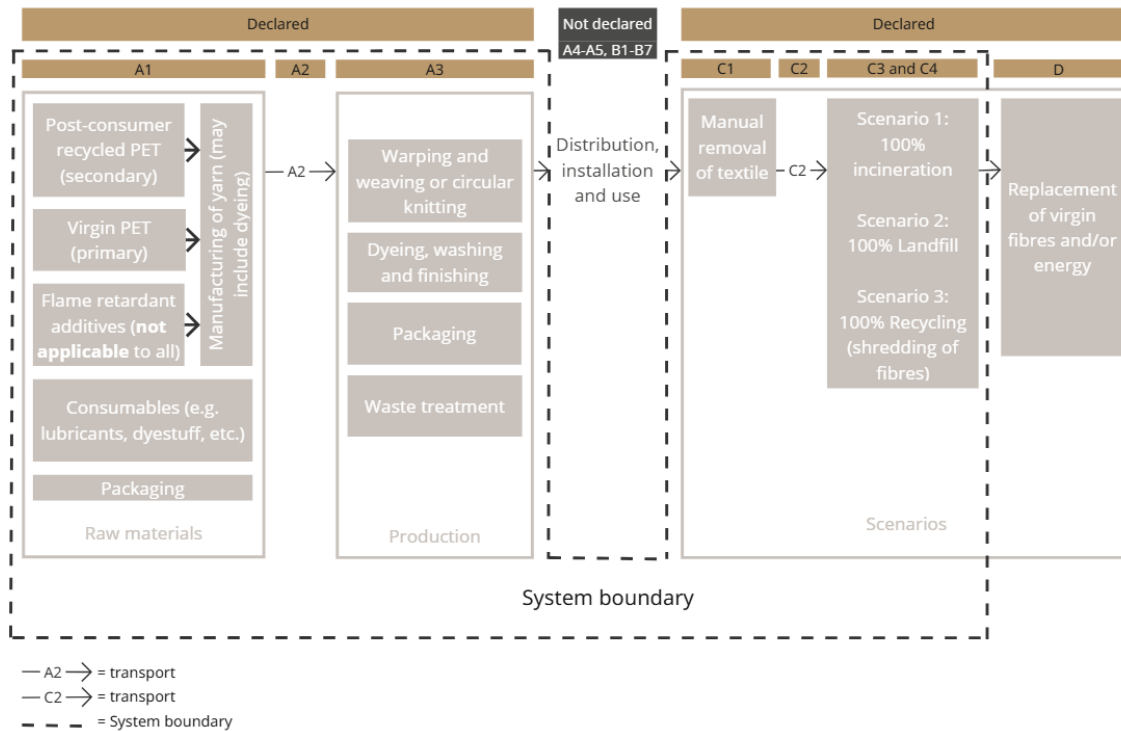 Declared
Not declared
A4-A5, B1-B7
Declared
A1
A2
A3
C1
C2
C3 and C4
D
Post-consumer
recycled PET
(secondary)
Virgin PET
(primary)
Flame retardant
additives (not
applicable to all)
Manufacturing of yarn (may
include dyeing)
Consumables (e.g.
lubricants, dyestuff, etc.)
Packaging
Raw materials
A2
Warping and
weaving or circular
knitting
Dyeing, washing
and finishing
Packaging
Waste treatment
Production
Distribution,
installation
and use
Manual
removal
of textile
C2
Scenario 1:
100%
incineration
Scenario 2:
100% Landfill
Scenario 3:
100% Recycling
(shredding of
fibres)
Scenarios
Replacement
of virgin
fibres and/or
energy
System boundary
A2 = transport
C2 = transport
= System boundary